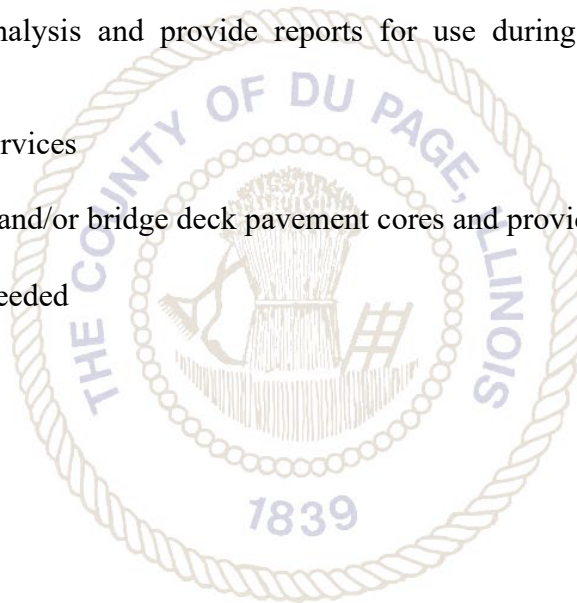 nalysis and provide reports for use during
rvices
and/or bridge deck pavement cores and provi
eeded
THE COUNTY OF DU PAGE, ILLINOIS
1839